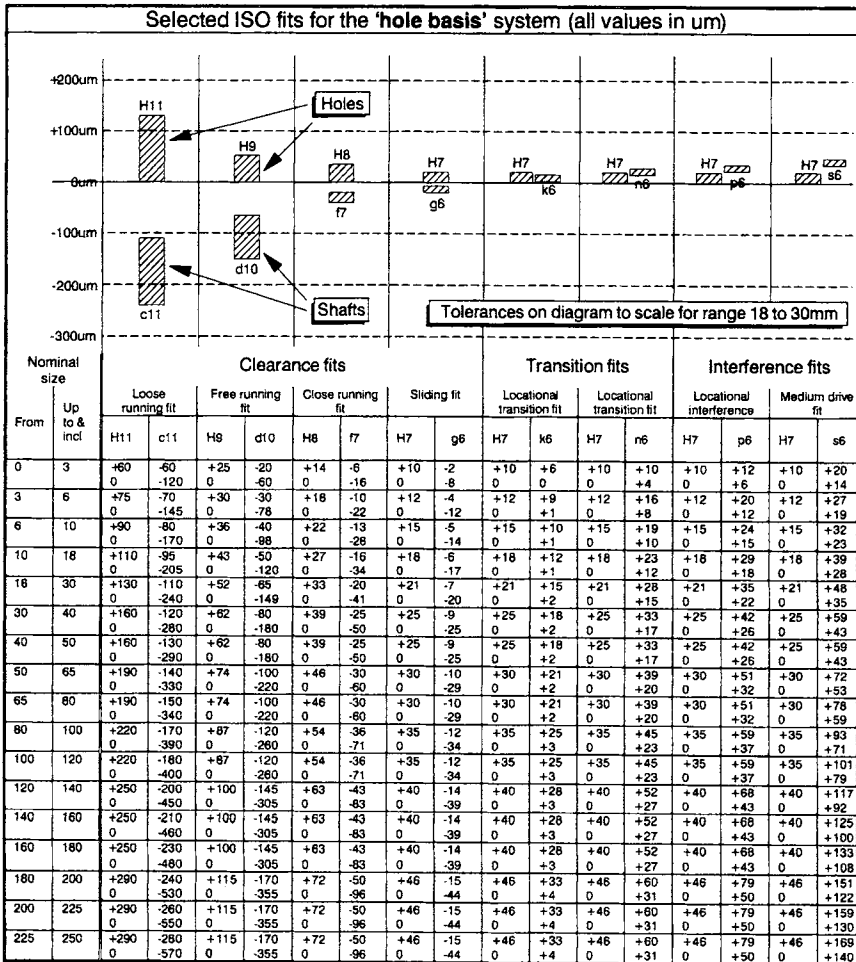 Selected ISO fits for the 'hole basis' system (all values in um)
+200um
H11
Holes
+100um
H9
H8
H7
H7
H7
H7
H7
s6
0um
k6
n6
p6
f7
g6
-100um
d10
-200um
c11
Shafts
Tolerances on diagram to scale for range 18 to 30mm
-300um
Nominal size
Clearance fits
Transition fits
Interference fits
From
Up to & incl
Loose running fit
Free running fit
Close running fit
Sliding fit
Locational transition fit
Locational transition fit
Locational interference
Medium drive fit
H11 c11 H9 d10 H8 f7 H7 g6 H7 k6 H7 n6 H7 p6 H7 s6
0 3 +60 -60 +25 -20 +14 -6 +10 -2 +10 +6 +10 +10 +10 +12 +10 +20
0 -120 0 -60 0 -16 0 -8 0 0 0 +4 0 +6 0 +14
3 6 +75 -70 +30 -30 +18 -10 +12 -4 +12 +9 +12 +16 +12 +20 +12 +27
0 -145 0 -78 0 -22 0 -12 0 +1 0 +8 0 +12 0 +19
6 10 +90 -80 +36 -40 +22 -13 +15 -5 +15 +10 +15 +19 +15 +24 +15 +32
0 -170 0 -98 0 -28 0 -14 0 +1 0 +10 0 +15 0 +23
10 18 +110 -95 +43 -50 +27 -16 +18 -6 +18 +12 +18 +23 +18 +29 +18 +39
0 -205 0 -120 0 -34 0 -17 0 +1 0 +12 0 +18 0 +28
18 30 +130 -110 +52 -65 +33 -20 +21 -7 +21 +15 +21 +28 +21 +35 +21 +48
0 -240 0 -149 0 -41 0 -20 0 +2 0 +15 0 +22 0 +35
30 40 +160 -120 +62 -80 +39 -25 +25 -9 +25 +18 +25 +33 +25 +42 +25 +59
0 -280 0 -180 0 -50 0 -25 0 +2 0 +17 0 +26 0 +43
40 50 +160 -130 +62 -80 +39 -25 +25 -9 +25 +18 +25 +33 +25 +42 +25 +59
0 -290 0 -180 0 -50 0 -25 0 +2 0 +17 0 +26 0 +43
50 65 +190 -140 +74 -100 +46 -30 +30 -10 +30 +21 +30 +39 +30 +51 +30 +72
0 -330 0 -220 0 -60 0 -29 0 +2 0 +20 0 +32 0 +53
65 80 +190 -150 +74 -100 +46 -30 +30 -10 +30 +21 +30 +39 +30 +51 +30 +78
0 -340 0 -220 0 -60 0 -29 0 +2 0 +20 0 +32 0 +59
80 100 +220 -170 +87 -120 +54 -36 +35 -12 +35 +25 +35 +45 +35 +59 +35 +93
0 -390 0 -260 0 -71 0 -34 0 +3 0 +23 0 +37 0 +71
100 120 +220 -180 +87 -120 +54 -36 +35 -12 +35 +25 +35 +45 +35 +59 +35 +101
0 -400 0 -260 0 -71 0 -34 0 +3 0 +23 0 +37 0 +79
120 140 +250 -200 +100 -145 +63 -43 +40 -14 +40 +28 +40 +52 +40 +68 +40 +117
0 -450 0 -305 0 -83 0 -39 0 +3 0 +27 0 +43 0 +92
140 160 +250 -210 +100 -145 +63 -43 +40 -14 +40 +28 +40 +52 +40 +68 +40 +125
0 -460 0 -305 0 -83 0 -39 0 +3 0 +27 0 +43 0 +100
160 180 +250 -230 +100 -145 +63 -43 +40 -14 +40 +28 +40 +52 +40 +68 +40 +133
0 -480 0 -305 0 -83 0 -39 0 +3 0 +27 0 +43 0 +108
180 200 +290 -240 +115 -170 +72 -50 +46 -15 +46 +33 +46 +60 +46 +79 +46 +151
0 -530 0 -355 0 -96 0 -44 0 +4 0 +31 0 +50 0 +122
200 225 +290 -260 +115 -170 +72 -50 +46 -15 +46 +33 +46 +60 +46 +79 +46 +159
0 -550 0 -355 0 -96 0 -44 0 +4 0 +31 0 +50 0 +130
225 250 +290 -280 +115 -170 +72 -50 +46 -15 +46 +33 +46 +60 +46 +79 +46 +169
0 -570 0 -355 0 -96 0 -44 0 +4 0 +31 0 +50 0 +140